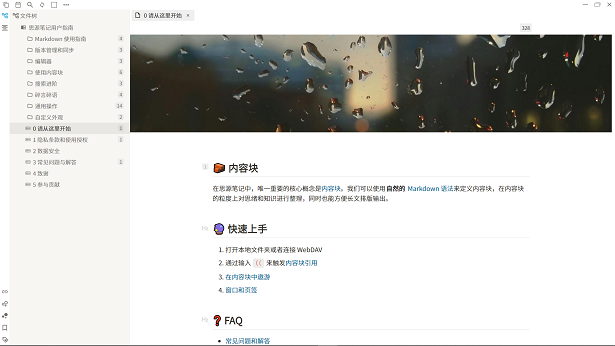 文件树
思源笔记用户指南
Markdown 使用指南 4
版本管理和同步 3
编辑器 3
使用内容块 6
搜索进阶 3
碎言碎语
通用操作 14
自定义外观 2
0 请从这里开始 1
1 隐私条款和使用授权 1
2 数据安全
3 常见问题与解答 1
4 致谢
5 参与贡献
0 请从这里开始 ×
328
内容块
在思源笔记中，唯一重要的核心概念是内容块。我们可以使用自然的 Markdown 语法来定义内容块，在内容块
的粒度上对思绪和知识进行整理，同时也能方便长文排版输出。
H2
快速上手
1. 打开本地文件夹或者连接 WebDAV
2. 通过输入 (( 来触发内容块引用
3. 在内容块中遨游
4. 窗口和页签
H2
FAQ
• 常见问题和解答